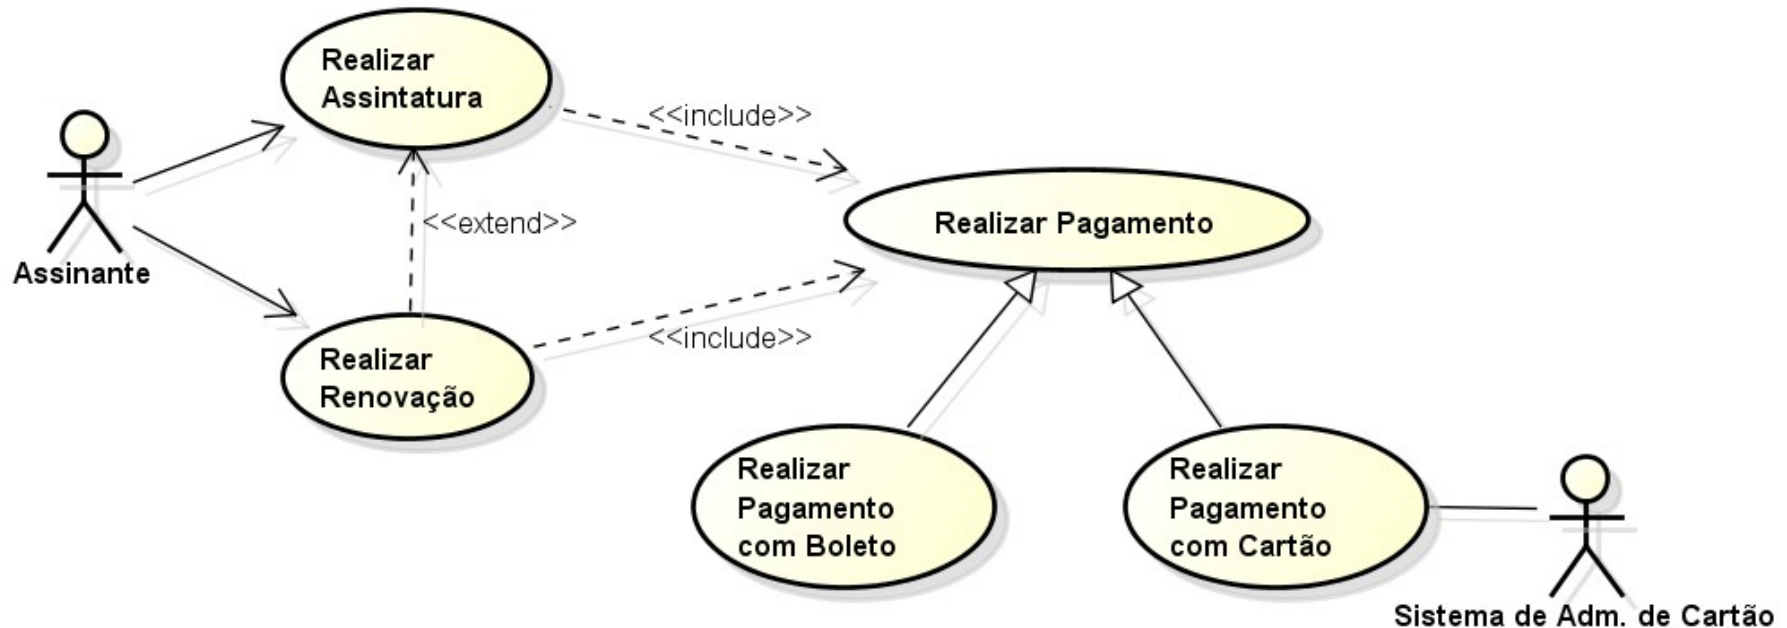 Realizar
Assintatura
<<include>>
Realizar Pagamento
<<extend>>
Assinante
<<include>>
Realizar
Renovação
Realizar
Pagamento
com Boleto
Realizar
Pagamento
com Cartão
Sistema de Adm. de Cartão